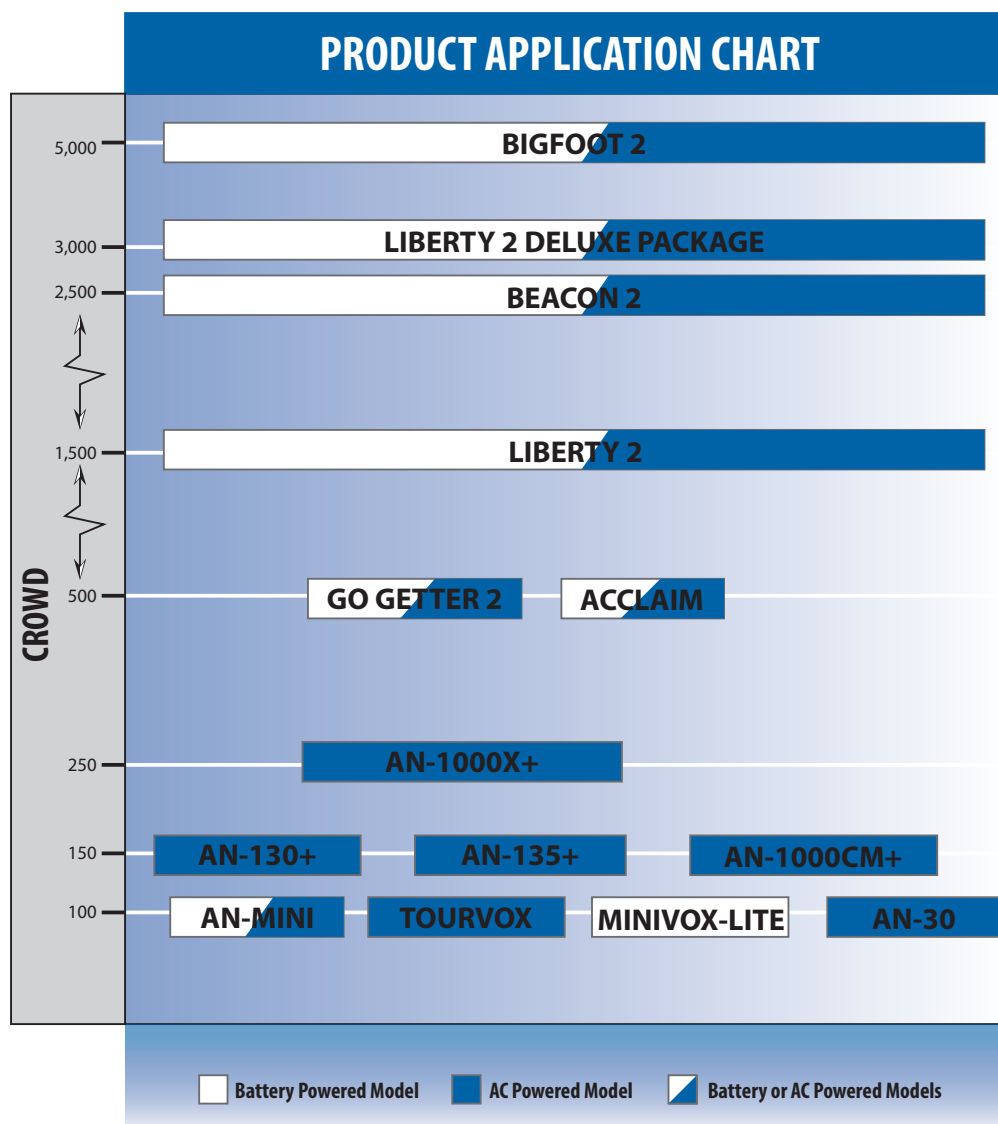 PRODUCT APPLICATION CHART
5,000
BIGFOOT 2
3,000
LIBERTY 2 DELUXE PACKAGE
2,500
BEACON 2
1,500
LIBERTY 2
CROWD
500
GO GETTER 2
ACCLAIM
250
AN-1000X+
150
AN-130+
AN-135+
AN-1000CM+
100
AN-MINI
TOURVOX
MINIVOX-LITE
AN-30
Battery Powered Model
AC Powered Model
Battery or AC Powered Models